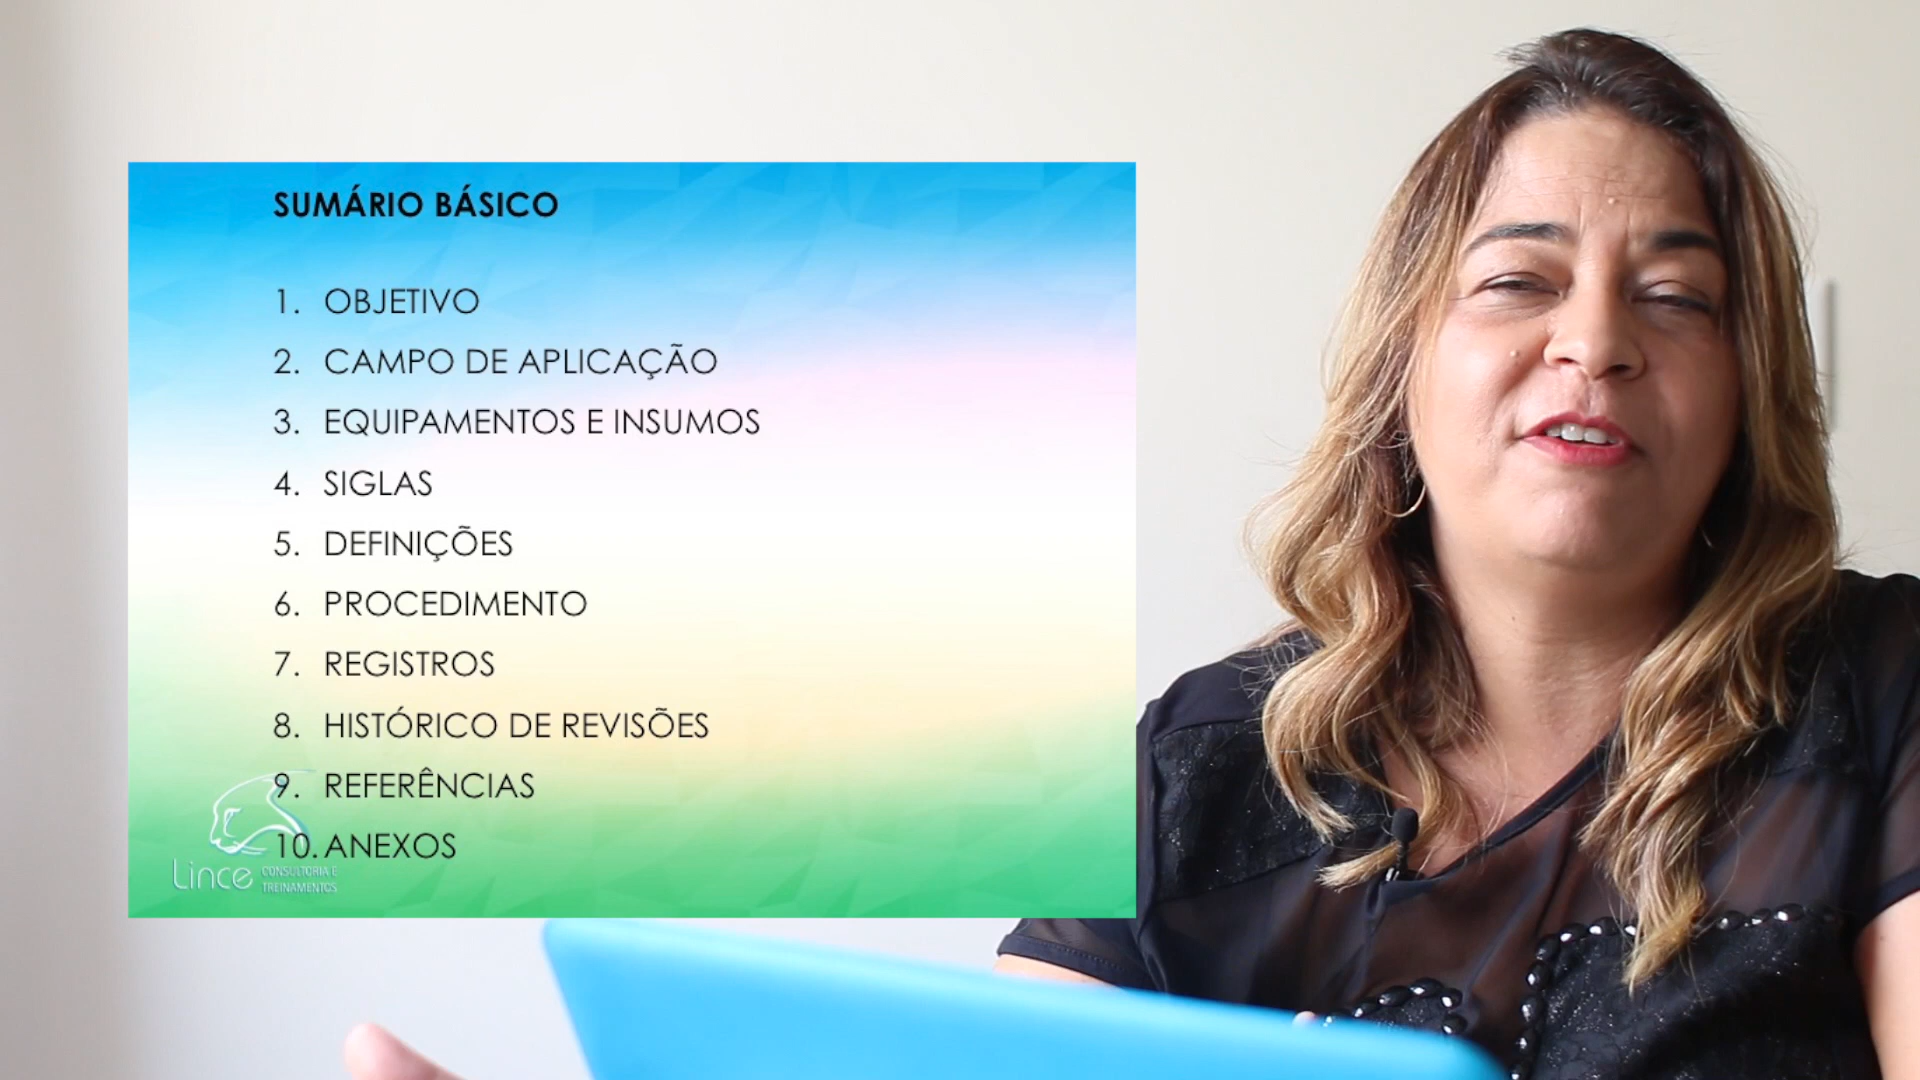 SUMÁRIO BÁSICO
1. OBJETIVO
2. CAMPO DE APLICAÇÃO
3. EQUIPAMENTOS E INSUMOS
4. SIGLAS
5. DEFINIÇÕES
6. PROCEDIMENTO
7. REGISTROS
8. HISTÓRICO DE REVISÕES
9. REFERÊNCIAS
10. ANEXOS
Lince CONSULTORIA E
TREINAMENTOS